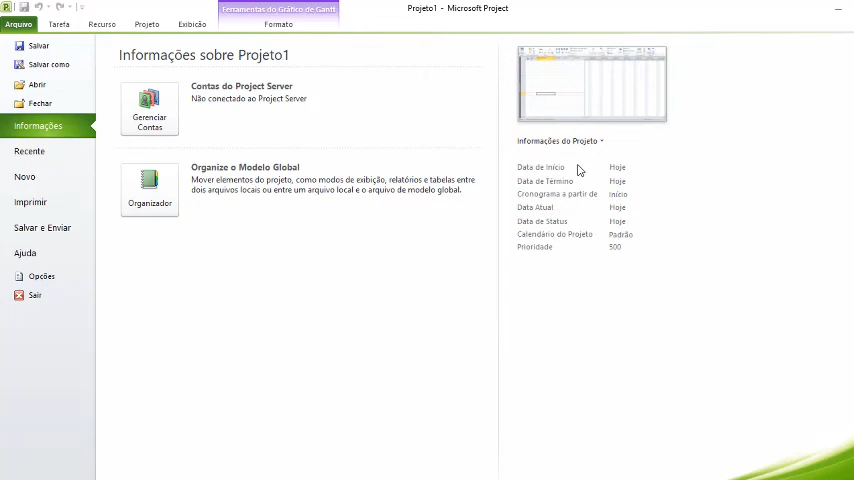 Projeto1 - Microsoft Project
Ferramentas do Gráfico de Gantt
Arquivo Tarefa Recurso Projeto Exibição Formato
Salvar
Salvar como
Abrir
Fechar
Informações
Recente
Novo
Imprimir
Salvar e Enviar
Ajuda
Opções
Sair
Informações sobre Projeto1
Gerenciar
Contas
Contas do Project Server
Não conectado ao Project Server
Organizador
Organize o Modelo Global
Mover elementos do projeto, como modos de exibição, relatórios e tabelas entre
dois arquivos locais ou entre um arquivo local e o arquivo de modelo global.
Informações do Projeto
Data de Início Hoje
Data de Término Hoje
Cronograma a partir de Início
Data Atual Hoje
Data de Status Hoje
Calendário do Projeto Padrão
Prioridade 500